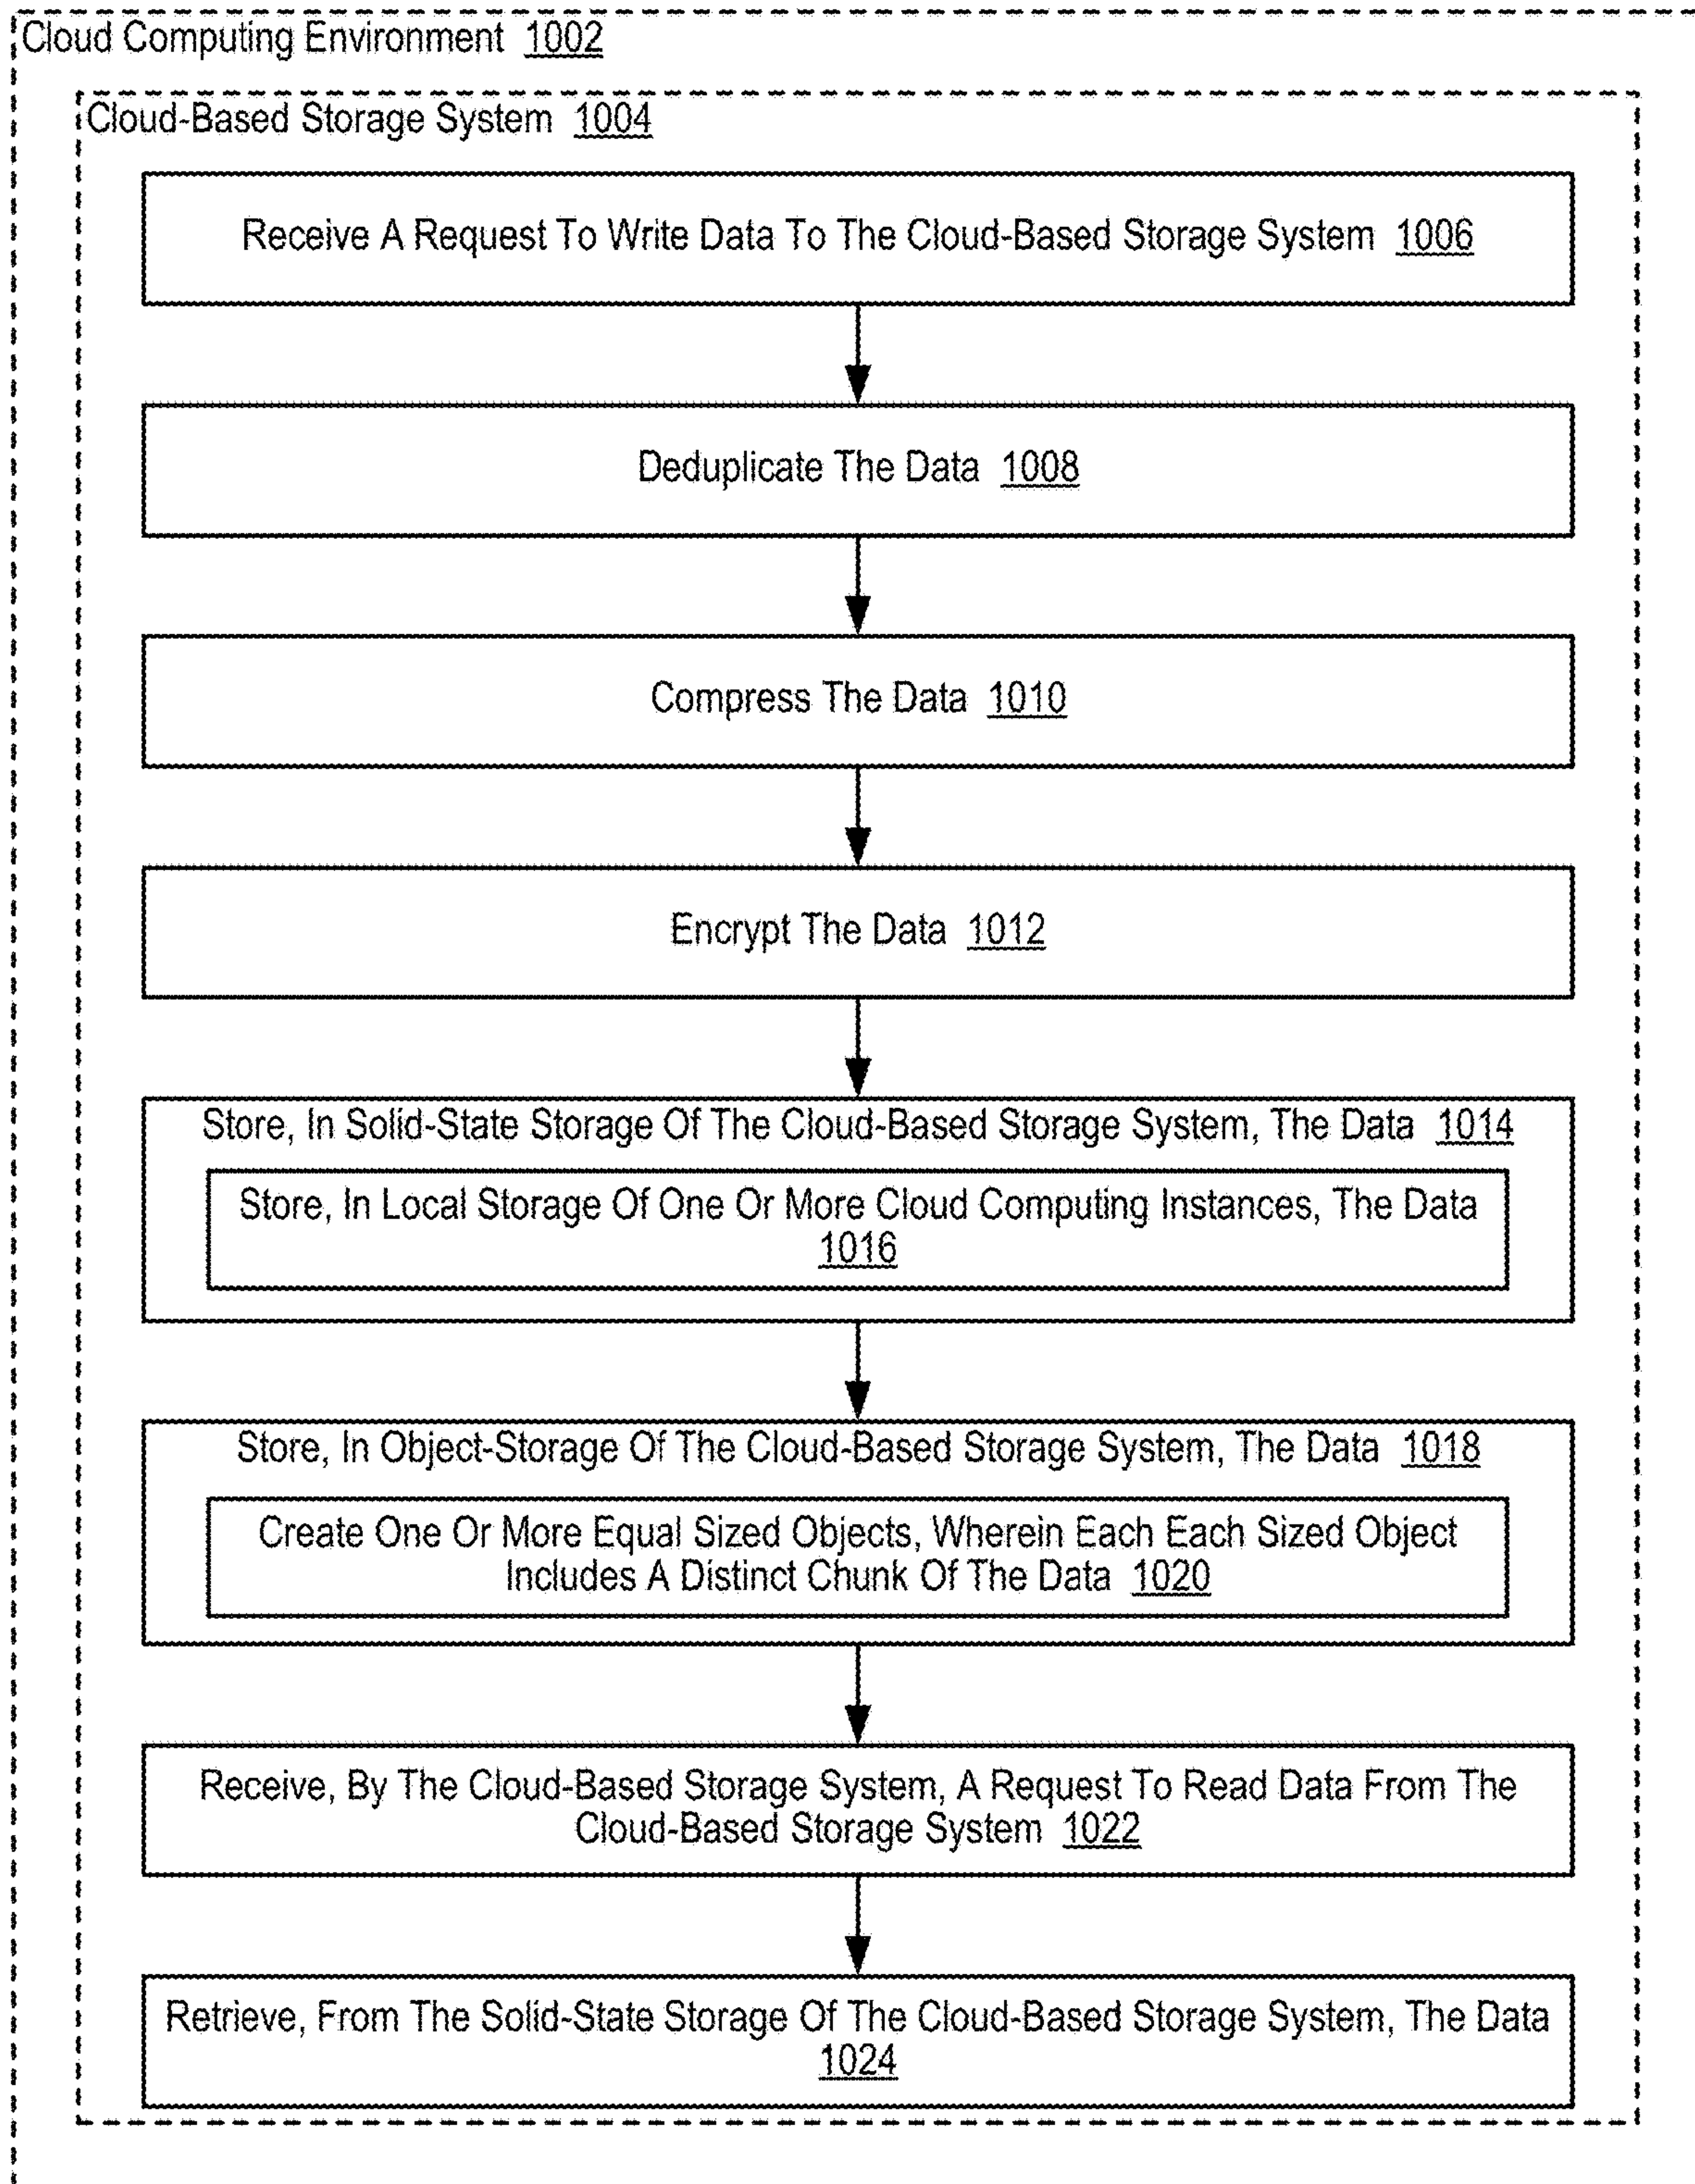 Cloud Computing Environment 1002
Cloud-Based Storage System 1004
Receive A Request To Write Data To The Cloud-Based Storage System 1006
Deduplicate The Data 1008
Compress The Data 1010
Encrypt The Data 1012
Store, In Solid-State Storage Of The Cloud-Based Storage System, The Data 1014
Store, In Local Storage Of One Or More Cloud Computing Instances, The Data
1016
Store, In Object-Storage Of The Cloud-Based Storage System, The Data 1018
Create One Or More Equal Sized Objects, Wherein Each Each Sized Object
Includes A Distinct Chunk Of The Data 1020
Receive, By The Cloud-Based Storage System, A Request To Read Data From The
Cloud-Based Storage System 1022
Retrieve, From The Solid-State Storage Of The Cloud-Based Storage System, The Data
1024